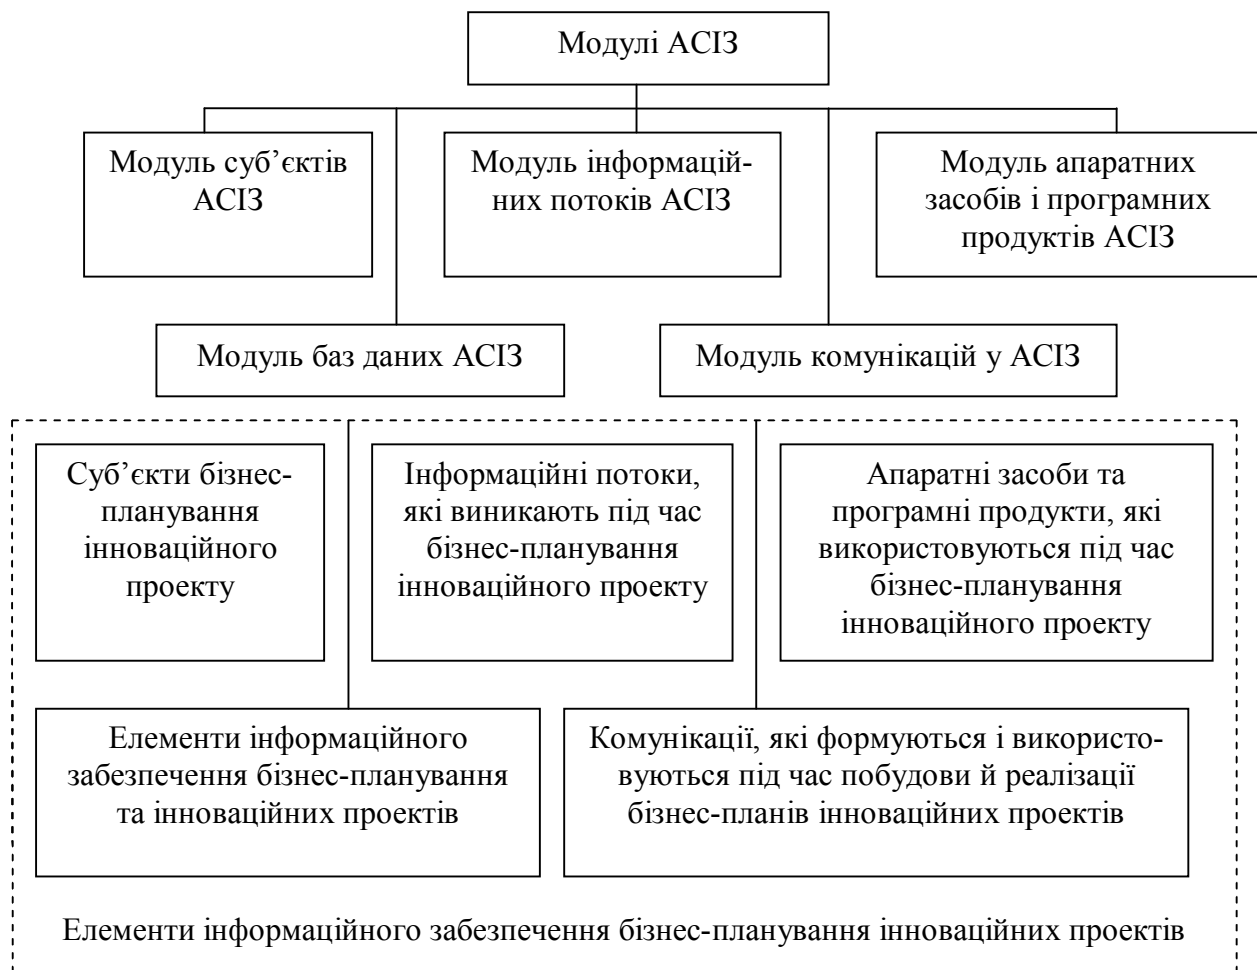 Модулі АСІЗ
Модуль суб’єктів
АСІЗ
Модуль інформацій-
них потоків АСІЗ
Модуль апаратних
засобів і програмних
продуктів АСІЗ
Модуль баз даних АСІЗ
Модуль комунікацій у АСІЗ
Суб’єкти бізнес-
планування
інноваційного
проекту
Інформаційні потоки,
які виникають під час
бізнес-планування
інноваційного проекту
Апаратні засоби та
програмні продукти, які
використовуються під час
бізнес-планування
інноваційного проекту
Елементи інформаційного
забезпечення бізнес-планування
та інноваційних проектів
Комунікації, які формуються і використо-
вуються під час побудови й реалізації
бізнес-планів інноваційних проектів
Елементи інформаційного забезпечення бізнес-планування інноваційних проектів